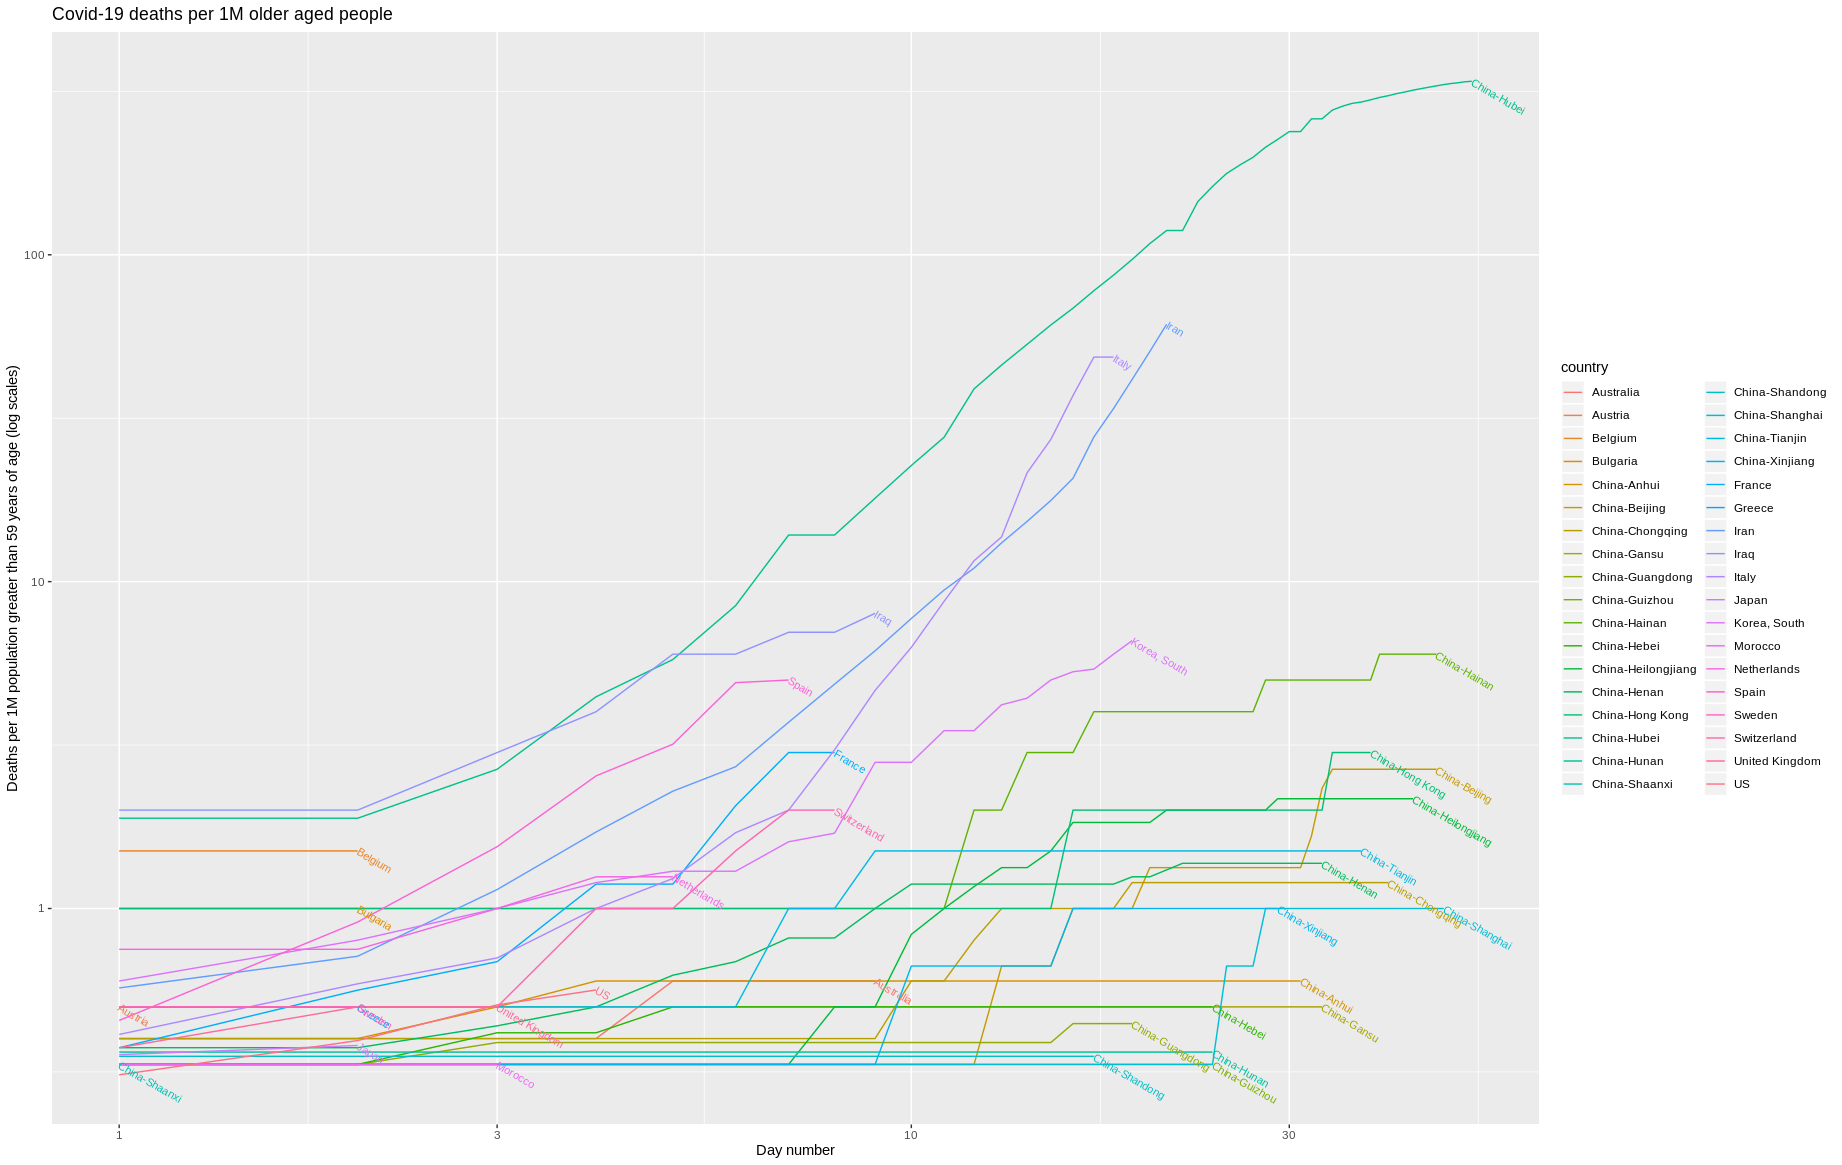 Covid-19 deaths per 1M older aged people
Deaths per 1M population greater than 59 years of age (log scales)
100
10
1
China-Hubei
Iran
Italy
Iraq
Korea, South
China-Hainan
Spain
France
China-Hong Kong
China-Beijing
Switzerland
China-Heilongjiang
Belgium
China-Tianjin
China-Henan
Netherlands
China-Chongqing
Bulgaria
China-Xinjiang
China-Shanghai
US
Australia
China-Anhui
Austria
Greece
United Kingdom
China-Hebei
China-Gansu
China-Guangdong
Japan
China-Shaanxi
Morocco
China-Shandong
China-Hunan
China-Guizhou
1
3
10
30
Day number
country
Australia
Austria
Belgium
Bulgaria
China-Anhui
China-Beijing
China-Chongqing
China-Gansu
China-Guangdong
China-Guizhou
China-Hainan
China-Hebei
China-Heilongjiang
China-Henan
China-Hong Kong
China-Hubei
China-Hunan
China-Shaanxi
China-Shandong
China-Shanghai
China-Tianjin
China-Xinjiang
France
Greece
Iran
Iraq
Italy
Japan
Korea, South
Morocco
Netherlands
Spain
Sweden
Switzerland
United Kingdom
US